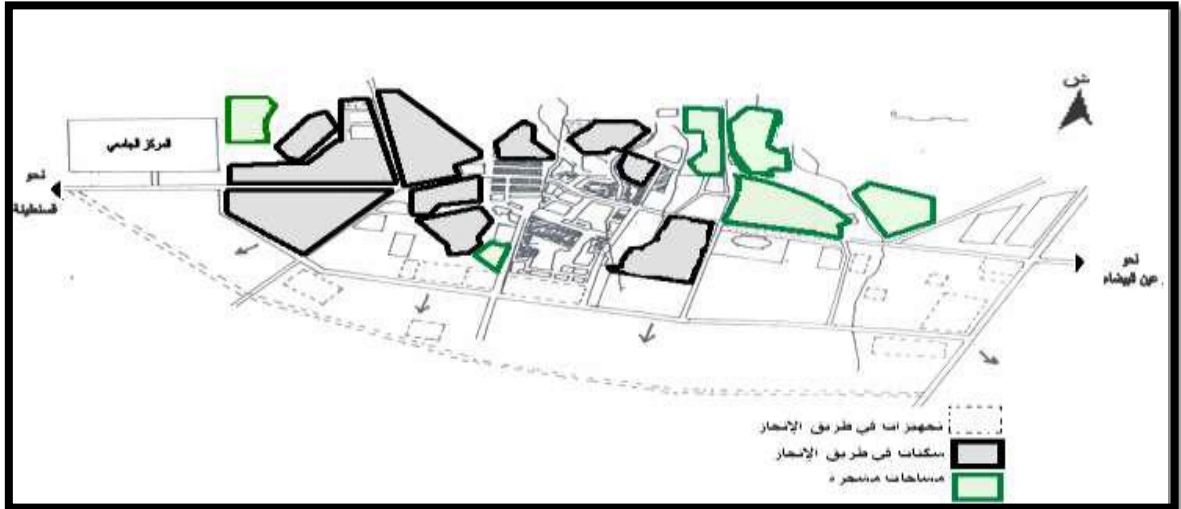 ش
المركز الجامعي
نحو
قسنطينة
نحو
عين البيضاء
تجهيزات في طريق الإنجاز
سكنات في طريق الإنجاز
مساحات مشجرة